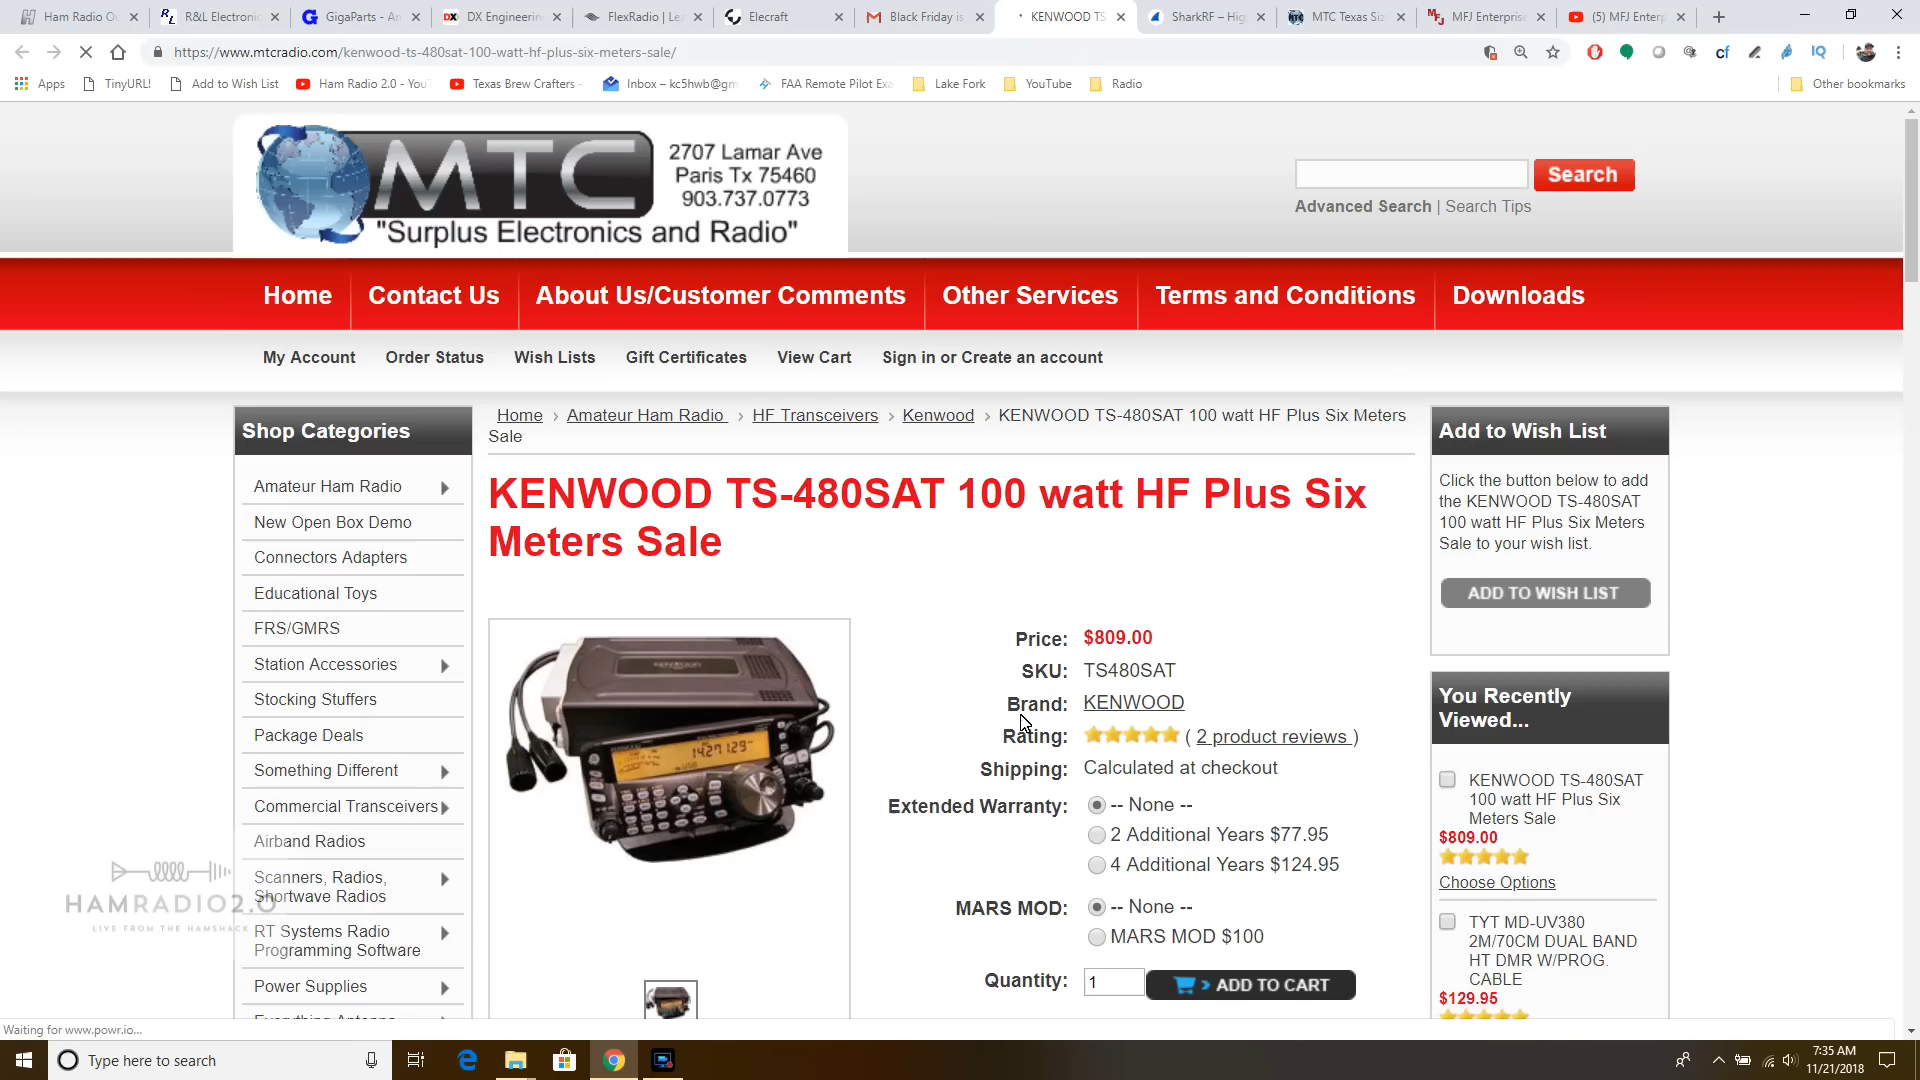 Ham Radio Ou
R&L Electronic
GigaParts - An
DX Engineerin
FlexRadio | Le
Elecraft
Black Friday is
KENWOOD TS
SharkRF – Hig
MTC Texas Siz
MFJ Enterprise
(5) MFJ Enterp
https://www.mtcradio.com/kenwood-ts-480sat-100-watt-hf-plus-six-meters-sale/
Apps
TinyURL!
Add to Wish List
Ham Radio 2.0 - YouT
Texas Brew Crafters -
Inbox – kc5hwb@gm
FAA Remote Pilot Exa
Lake Fork
YouTube
Radio
Other bookmarks
MTC
2707 Lamar Ave
Paris Tx 75460
903.737.0773
"Surplus Electronics and Radio"
Search
Advanced Search | Search Tips
Home
Contact Us
About Us/Customer Comments
Other Services
Terms and Conditions
Downloads
My Account
Order Status
Wish Lists
Gift Certificates
View Cart
Sign in or Create an account
Shop Categories
Amateur Ham Radio
New Open Box Demo
Connectors Adapters
Educational Toys
FRS/GMRS
Station Accessories
Stocking Stuffers
Package Deals
Something Different
Commercial Transceivers
Airband Radios
Scanners, Radios,
Shortwave Radios
RT Systems Radio
Programming Software
Power Supplies
Home › Amateur Ham Radio › HF Transceivers › Kenwood › KENWOOD TS-480SAT 100 watt HF Plus Six Meters
Sale
KENWOOD TS-480SAT 100 watt HF Plus Six
Meters Sale
Price: $809.00
SKU: TS480SAT
Brand: KENWOOD
Rating: ( 2 product reviews )
Shipping: Calculated at checkout
Extended Warranty: -- None --
2 Additional Years $77.95
4 Additional Years $124.95
MARS MOD: -- None --
MARS MOD $100
Quantity: 1 > ADD TO CART
Add to Wish List
Click the button below to add
the KENWOOD TS-480SAT
100 watt HF Plus Six Meters
Sale to your wish list.
ADD TO WISH LIST
You Recently
Viewed...
KENWOOD TS-480SAT
100 watt HF Plus Six
Meters Sale
$809.00
Choose Options
TYT MD-UV380
2M/70CM DUAL BAND
HT DMR W/PROG.
CABLE
$129.95
HAMRADIO2.0
LIVE FROM THE HAMSHACK
Waiting for www.powr.io...
Type here to search
7:35 AM
11/21/2018